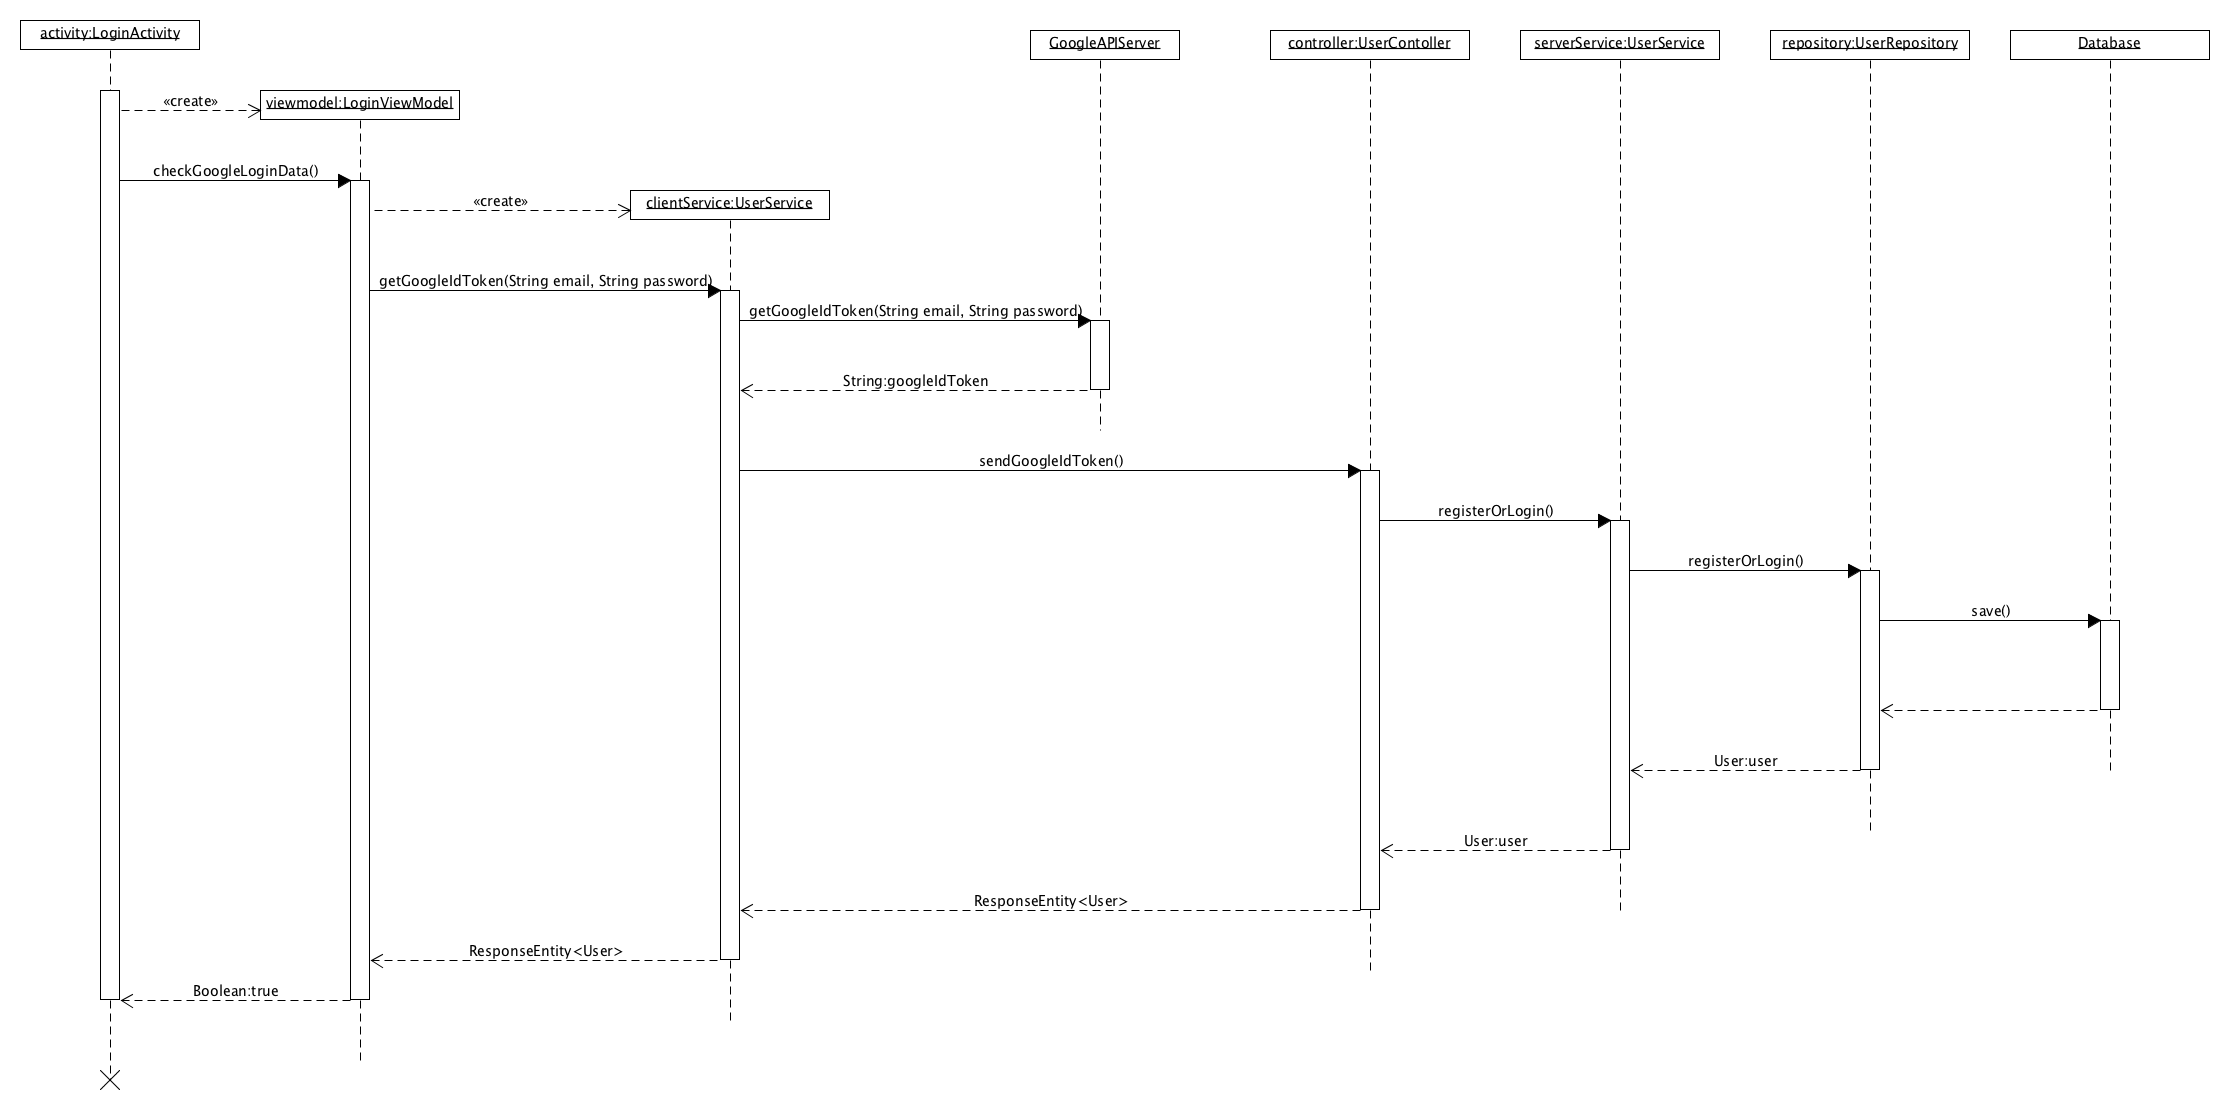 activity:LoginActivity
GoogleAPIServer
controller:UserContoller
serverService:UserService
repository:UserRepository
Database
«create»
viewmodel:LoginViewModel
checkGoogleLoginData()
«create»
clientService:UserService
getGoogleIdToken(String email, String password)
getGoogleIdToken(String email, String password)
String:googleIdToken
sendGoogleIdToken()
registerOrLogin()
registerOrLogin()
save()
User:user
User:user
ResponseEntity<User>
ResponseEntity<User>
Boolean:true